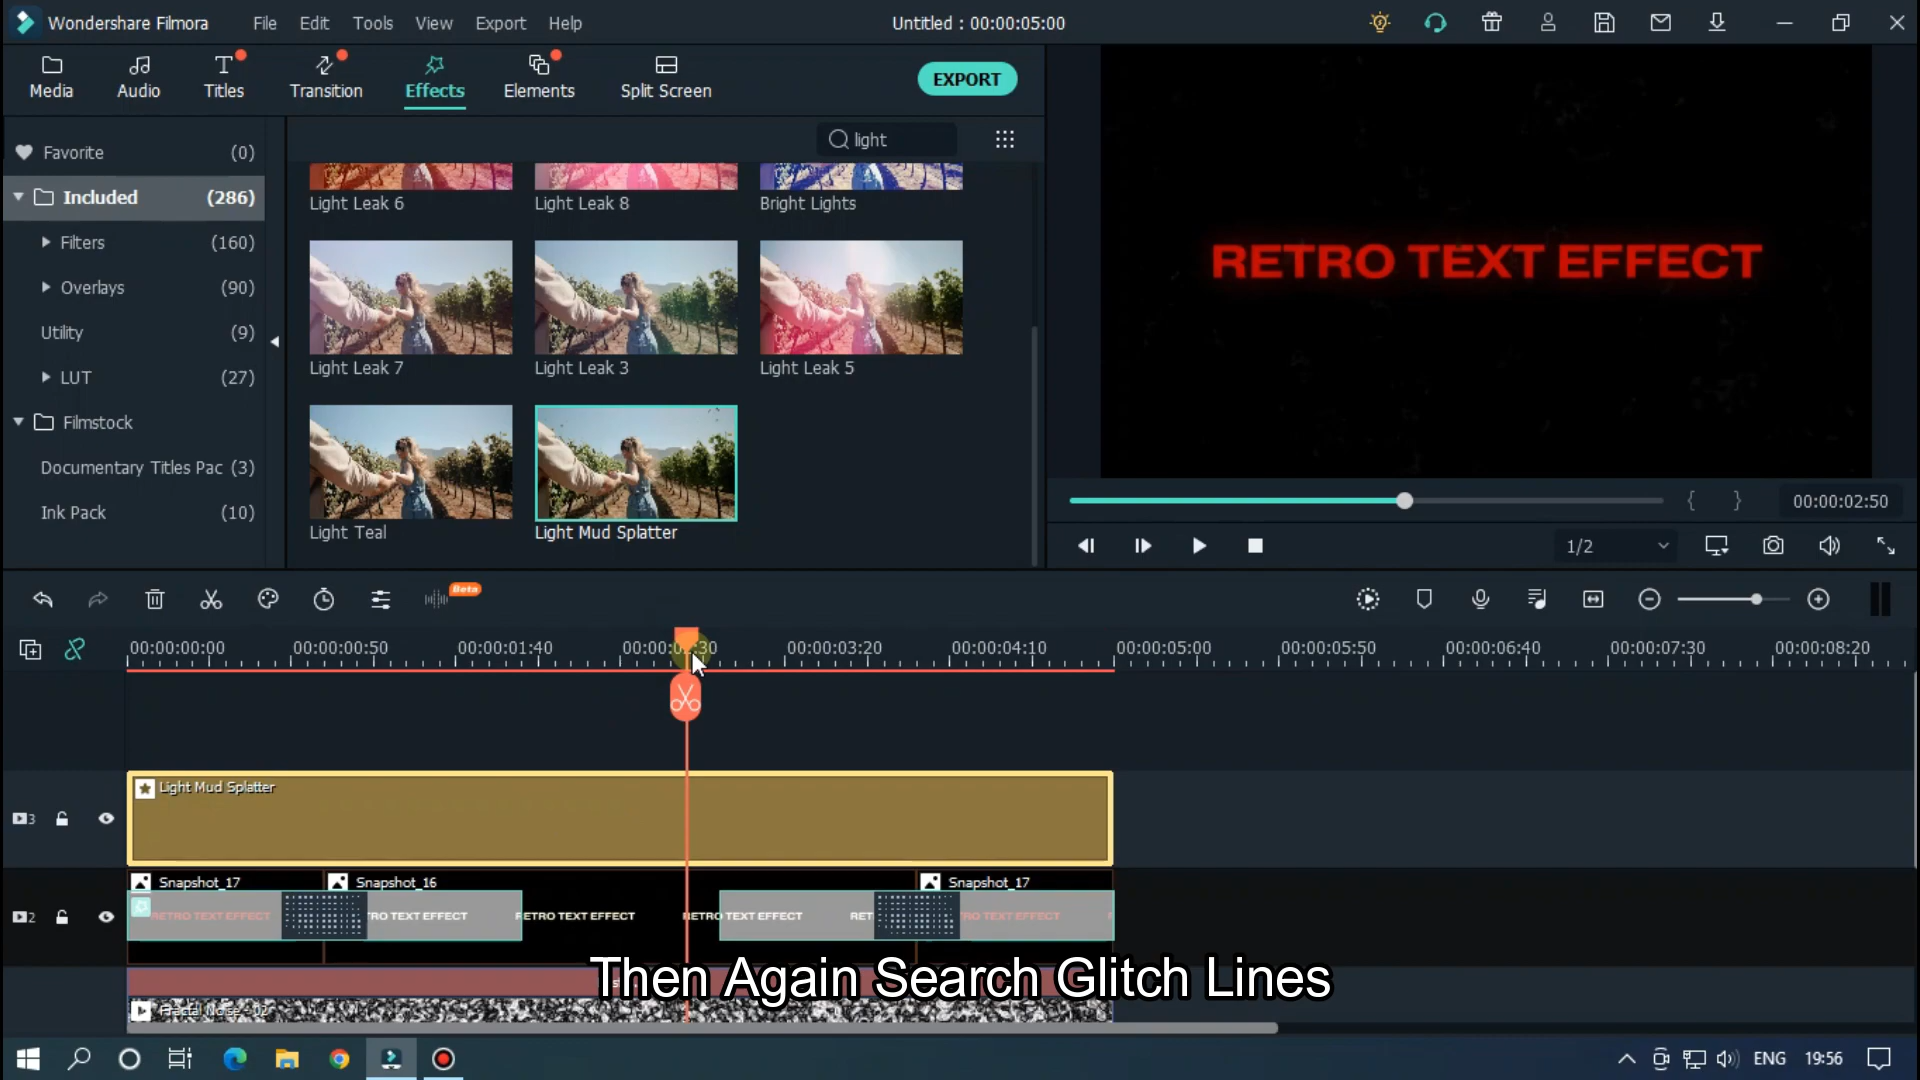 Wondershare Filmora File Edit Tools View Export Help Untitled : 00:00:05:00
Media Audio Titles Transition Effects Elements Split Screen EXPORT
light
Favorite (0)
Included (286)
Filters (160)
Overlays (90)
Utility (9)
LUT (27)
Filmstock
Documentary Titles Pac (3)
Ink Pack (10)
Light Leak 6 Light Leak 8 Bright Lights
Light Leak 7 Light Leak 3 Light Leak 5
Light Teal Light Mud Splatter
RETRO TEXT EFFECT
{ } 00:00:02:50
1/2
Beta
00:00:00:00 00:00:00:50 00:00:01:40 00:00:02:30 00:00:03:20 00:00:04:10 00:00:05:00 00:00:05:50 00:00:06:40 00:00:07:30 00:00:08:20
3 Light Mud Splatter
Snapshot_17 Snapshot_16 Snapshot_17
2 RETRO TEXT EFFECT RO TEXT EFFECT ETRO TEXT EFFECT RETRO TEXT EFFECT RET RO TEXT EFFECT
Then Again Search Glitch Lines
Fractal Noise - 02
ENG 19:56